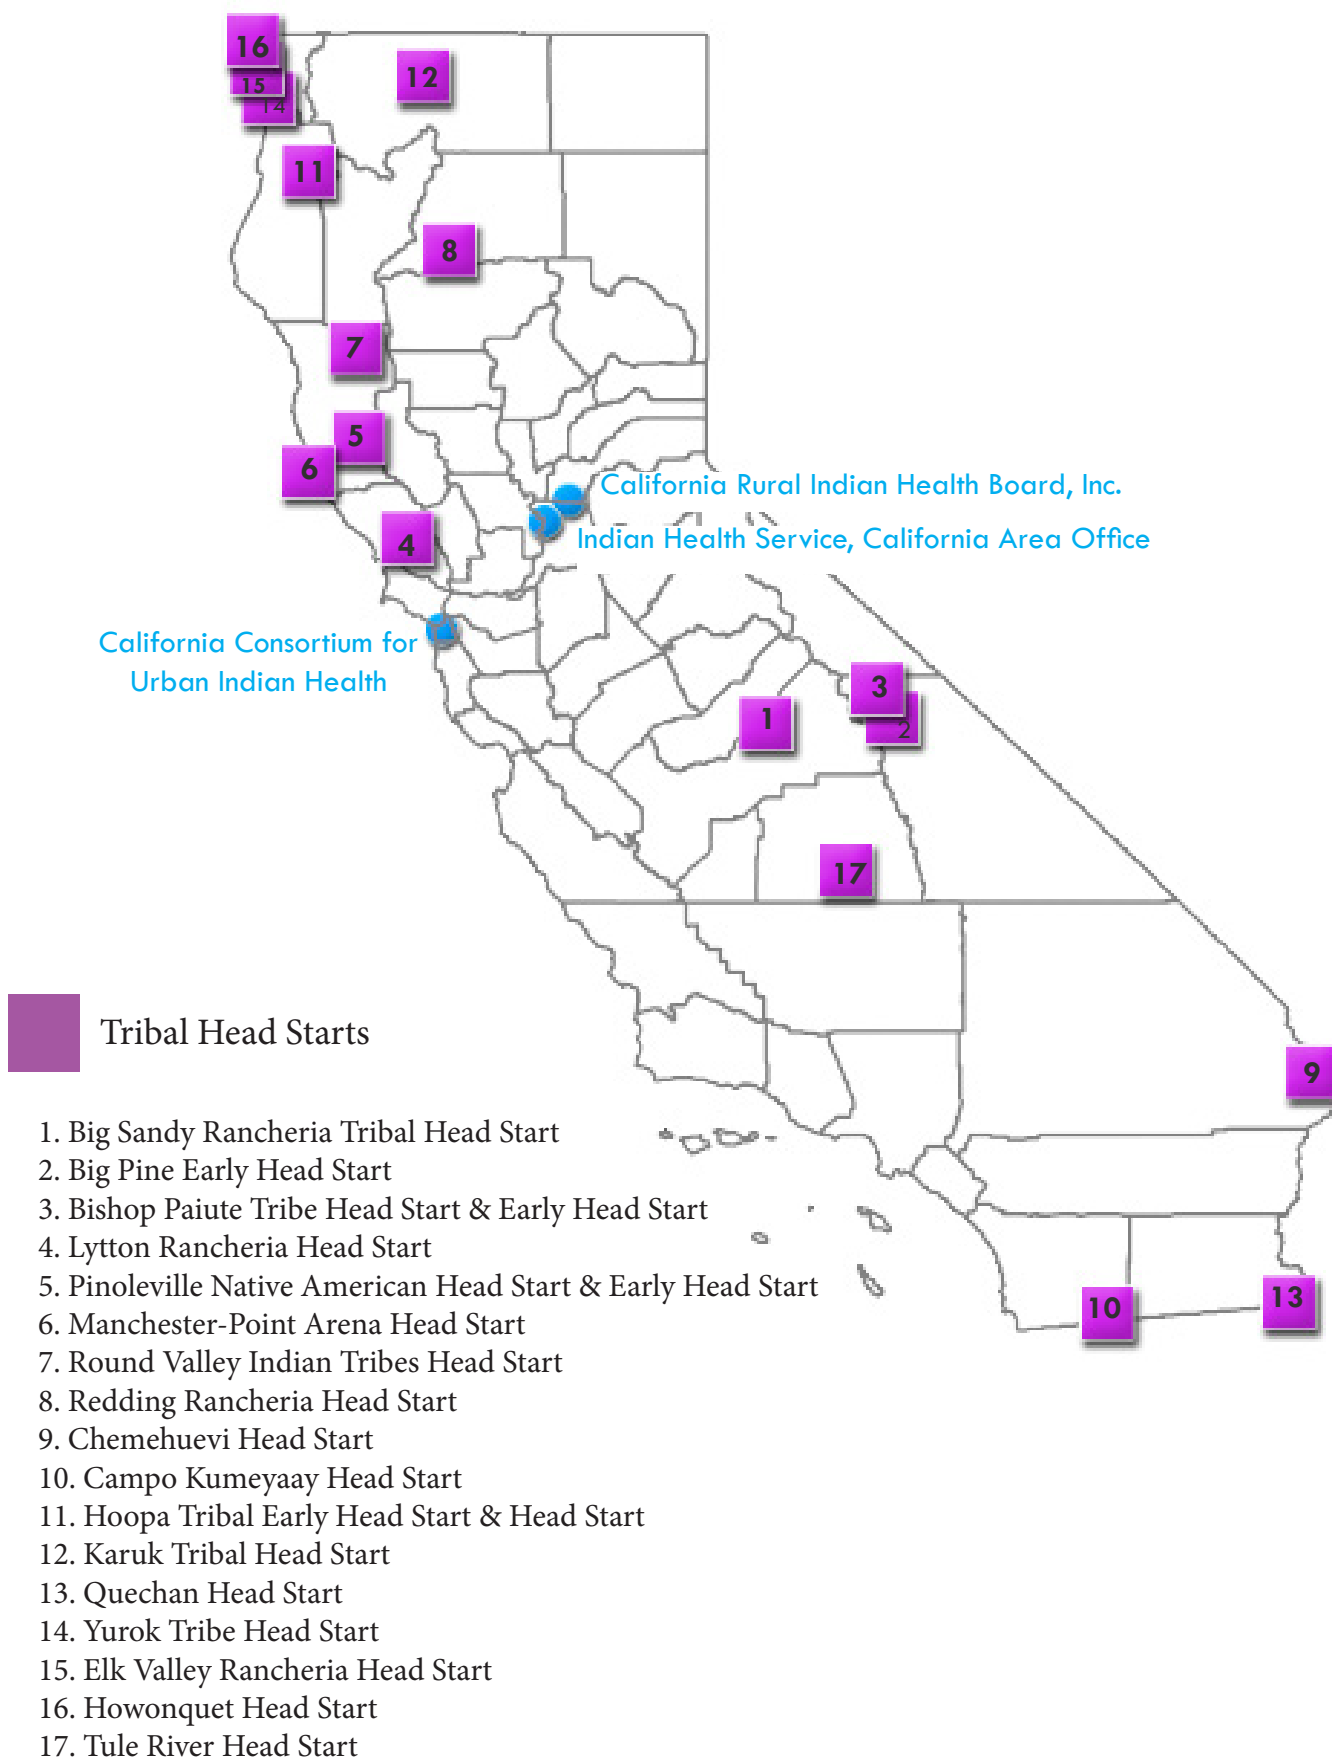 16
15
14
12
11
8
7
5
6
4
California Rural Indian Health Board, Inc.
Indian Health Service, California Area Office
California Consortium for
Urban Indian Health
3
2
1
17
9
10
13
Tribal Head Starts
1. Big Sandy Rancheria Tribal Head Start
2. Big Pine Early Head Start
3. Bishop Paiute Tribe Head Start & Early Head Start
4. Lytton Rancheria Head Start
5. Pinoleville Native American Head Start & Early Head Start
6. Manchester-Point Arena Head Start
7. Round Valley Indian Tribes Head Start
8. Redding Rancheria Head Start
9. Chemehuevi Head Start
10. Campo Kumeyaay Head Start
11. Hoopa Tribal Early Head Start & Head Start
12. Karuk Tribal Head Start
13. Quechan Head Start
14. Yurok Tribe Head Start
15. Elk Valley Rancheria Head Start
16. Howonquet Head Start
17. Tule River Head Start